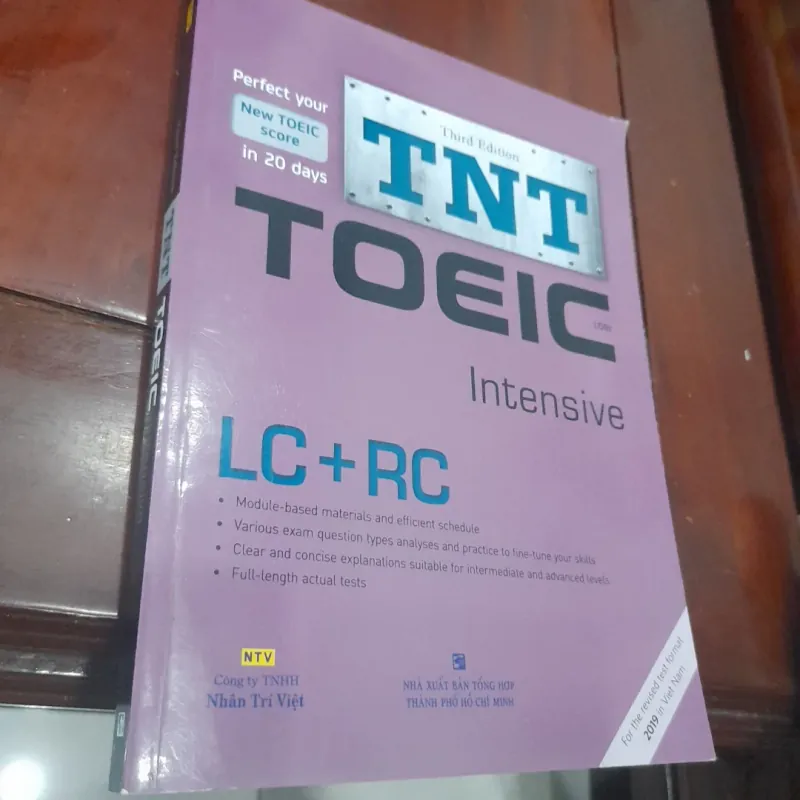 Perfect your
New TOEIC
score
in 20 days
Third Edition
TNT
TOEIC
Intensive
LC+RC
• Module-based materials and efficient schedule
• Various exam question types analyses and practice to fine-tune your skills
• Clear and concise explanations suitable for intermediate and advanced levels
• Full-length actual tests
NTV
Công ty TNHH
Nhân Trí Việt
NHÀ XUẤT BẢN TỔNG HỢP
THÀNH PHỐ HỒ CHÍ MINH
For the revised test format
2019 in Viet Nam
TNT TOEIC